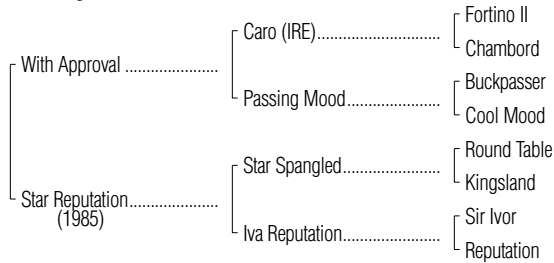 Fortino II
Caro (IRE)
Chambord
With Approval
Buckpasser
Passing Mood
Cool Mood
Round Table
Star Spangled
Kingsland
Star Reputation
(1985)
Sir Ivor
Iva Reputation
Reputation